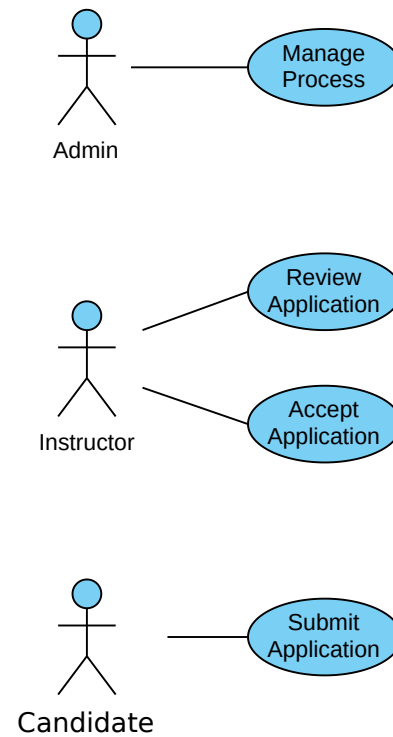 Manage
Process
Admin
Review
Application
Instructor
Accept
Application
Submit
Application
Candidate